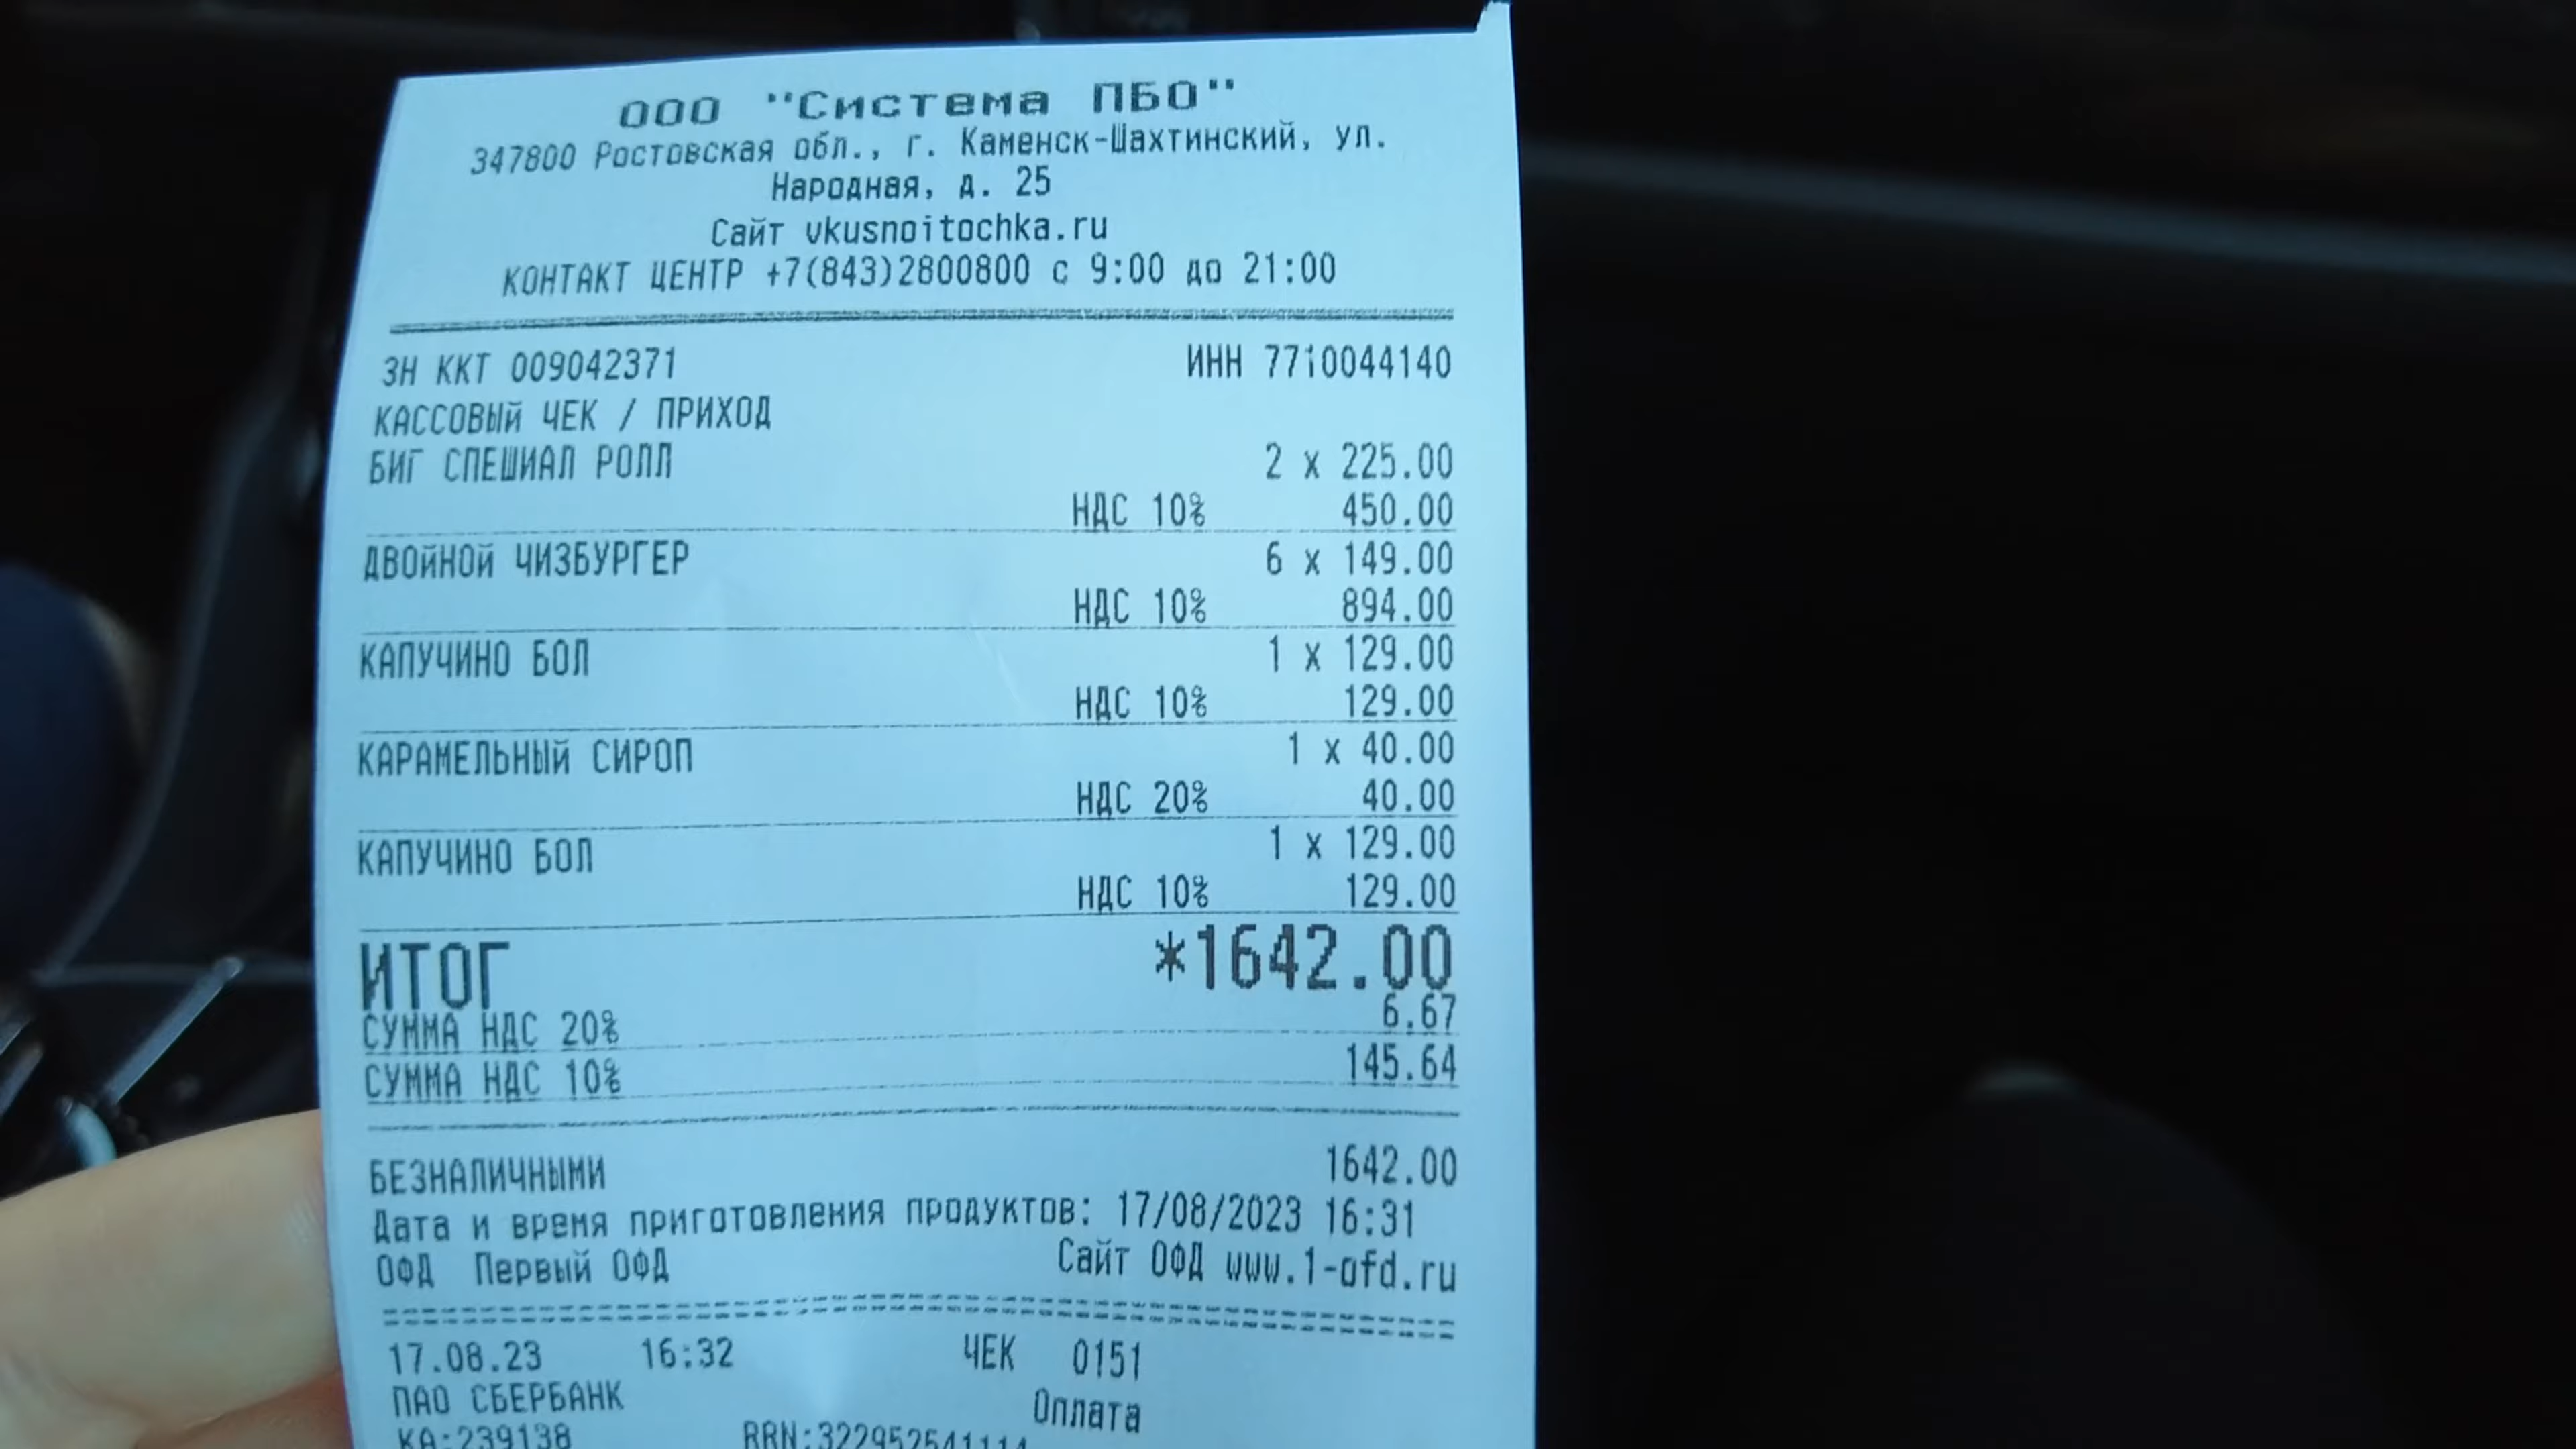 ООО "Система ПБО"
347800 Ростовская обл., г. Каменск-Шахтинский, ул.
Народная, д. 25
Сайт vkusnoitochka.ru
КОНТАКТ ЦЕНТР +7(843)2800800 с 9:00 до 21:00
ЗН ККТ 009042371 ИНН 7710044140
КАССОВЫЙ ЧЕК / ПРИХОД
БИГ СПЕШИАЛ РОЛЛ 2 x 225.00
НДС 10% 450.00
ДВОЙНОЙ ЧИЗБУРГЕР 6 x 149.00
НДС 10% 894.00
КАПУЧИНО БОЛ 1 x 129.00
НДС 10% 129.00
КАРАМЕЛЬНЫЙ СИРОП 1 x 40.00
НДС 20% 40.00
КАПУЧИНО БОЛ 1 x 129.00
НДС 10% 129.00
ИТОГ *1642.00
СУММА НДС 20% 6.67
СУММА НДС 10% 145.64
БЕЗНАЛИЧНЫМИ 1642.00
Дата и время приготовления продуктов: 17/08/2023 16:31
ОФД Первый ОФД Сайт ОФД www.1-ofd.ru
17.08.23 16:32 ЧЕК 0151
ПАО СБЕРБАНК Оплата
КА:239138 RRN:322952541114